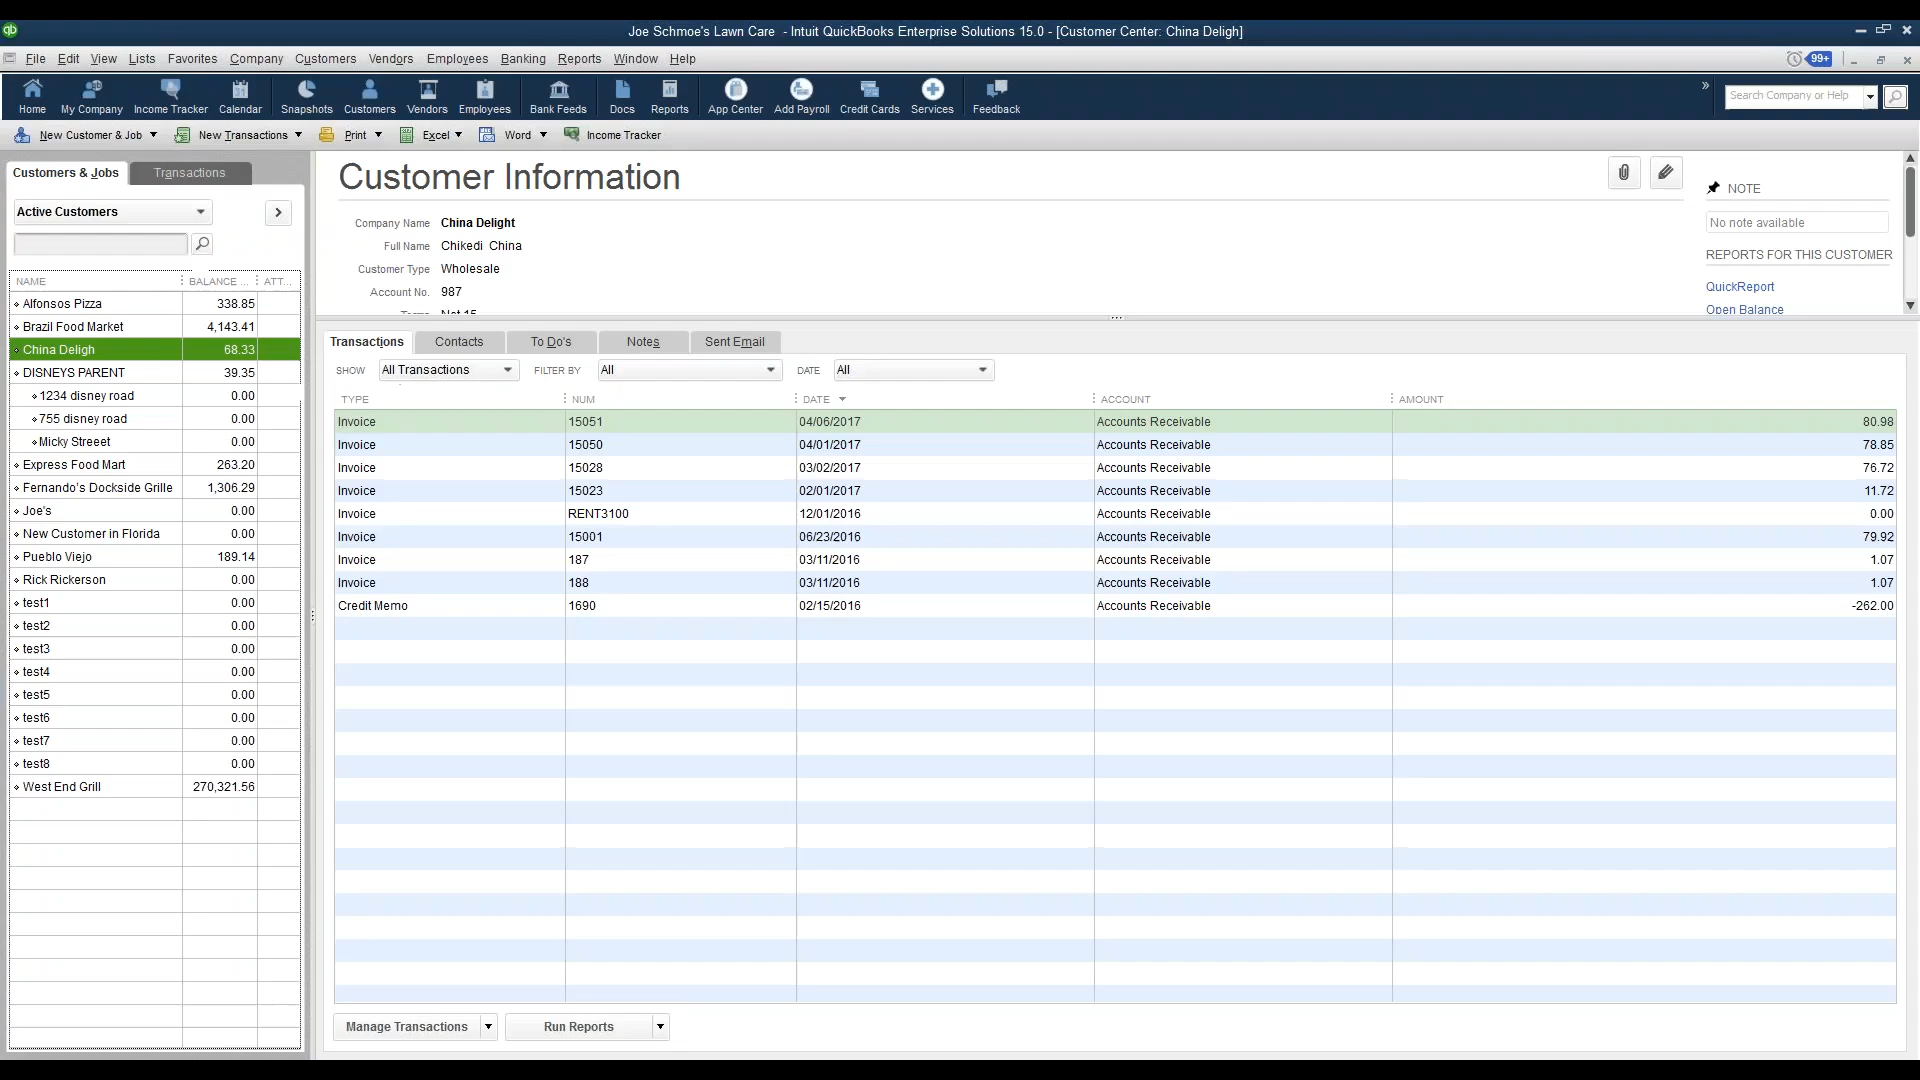 qb
Joe Schmoe's Lawn Care - Intuit QuickBooks Enterprise Solutions 15.0 - [Customer Center: China Deligh]
File Edit View Lists Favorites Company Customers Vendors Employees Banking Reports Window Help 99+
Home My Company Income Tracker Calendar Snapshots Customers Vendors Employees Bank Feeds Docs Reports App Center Add Payroll Credit Cards Services Feedback » Search Company or Help
New Customer & Job New Transactions Print Excel Word Income Tracker
Customers & Jobs Transactions
Active Customers
NAME BALANCE ... ATT...
Alfonsos Pizza 338.85
Brazil Food Market 4,143.41
China Deligh 68.33
DISNEYS PARENT 39.35
1234 disney road 0.00
755 disney road 0.00
Micky Streeet 0.00
Express Food Mart 263.20
Fernando's Dockside Grille 1,306.29
Joe's 0.00
New Customer in Florida 0.00
Pueblo Viejo 189.14
Rick Rickerson 0.00
test1 0.00
test2 0.00
test3 0.00
test4 0.00
test5 0.00
test6 0.00
test7 0.00
test8 0.00
West End Grill 270,321.56
Customer Information
Company Name China Delight
Full Name Chikedi China
Customer Type Wholesale
Account No. 987
Terms Net 15
NOTE
No note available
REPORTS FOR THIS CUSTOMER
QuickReport
Open Balance
Transactions Contacts To Do's Notes Sent Email
SHOW All Transactions FILTER BY All DATE All
TYPE NUM DATE ACCOUNT AMOUNT
Invoice 15051 04/06/2017 Accounts Receivable 80.98
Invoice 15050 04/01/2017 Accounts Receivable 78.85
Invoice 15028 03/02/2017 Accounts Receivable 76.72
Invoice 15023 02/01/2017 Accounts Receivable 11.72
Invoice RENT3100 12/01/2016 Accounts Receivable 0.00
Invoice 15001 06/23/2016 Accounts Receivable 79.92
Invoice 187 03/11/2016 Accounts Receivable 1.07
Invoice 188 03/11/2016 Accounts Receivable 1.07
Credit Memo 1690 02/15/2016 Accounts Receivable -262.00
Manage Transactions Run Reports